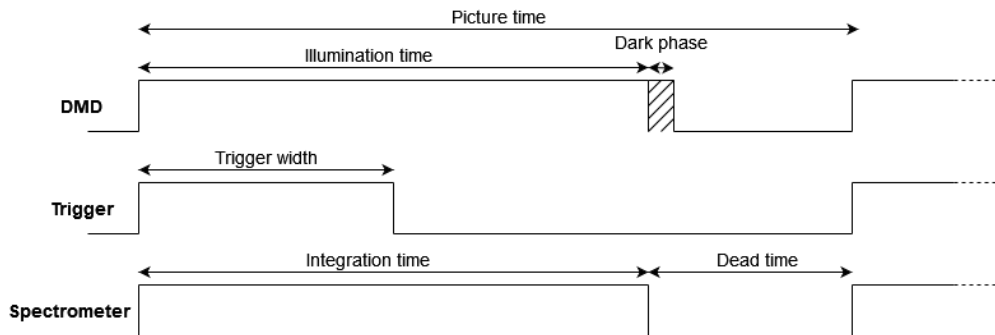 Picture time
Dark phase
Illumination time
DMD
Trigger width
Trigger
Integration time
Dead time
Spectrometer